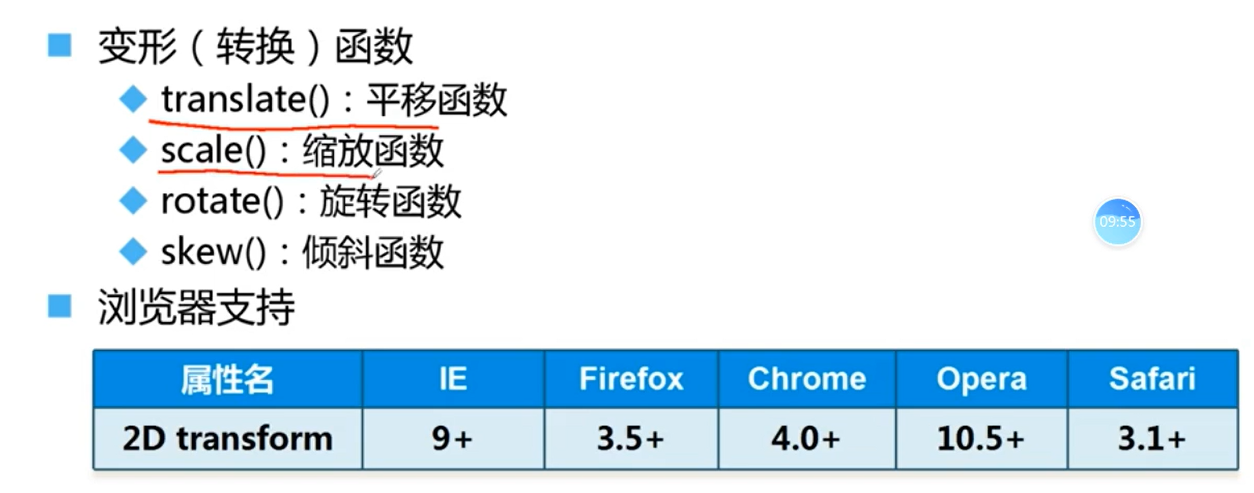 变形（转换）函数
translate()：平移函数
scale()：缩放函数
rotate()：旋转函数
09:55
skew()：倾斜函数
浏览器支持
属性名 IE Firefox Chrome Opera Safari
2D transform 9+ 3.5+ 4.0+ 10.5+ 3.1+